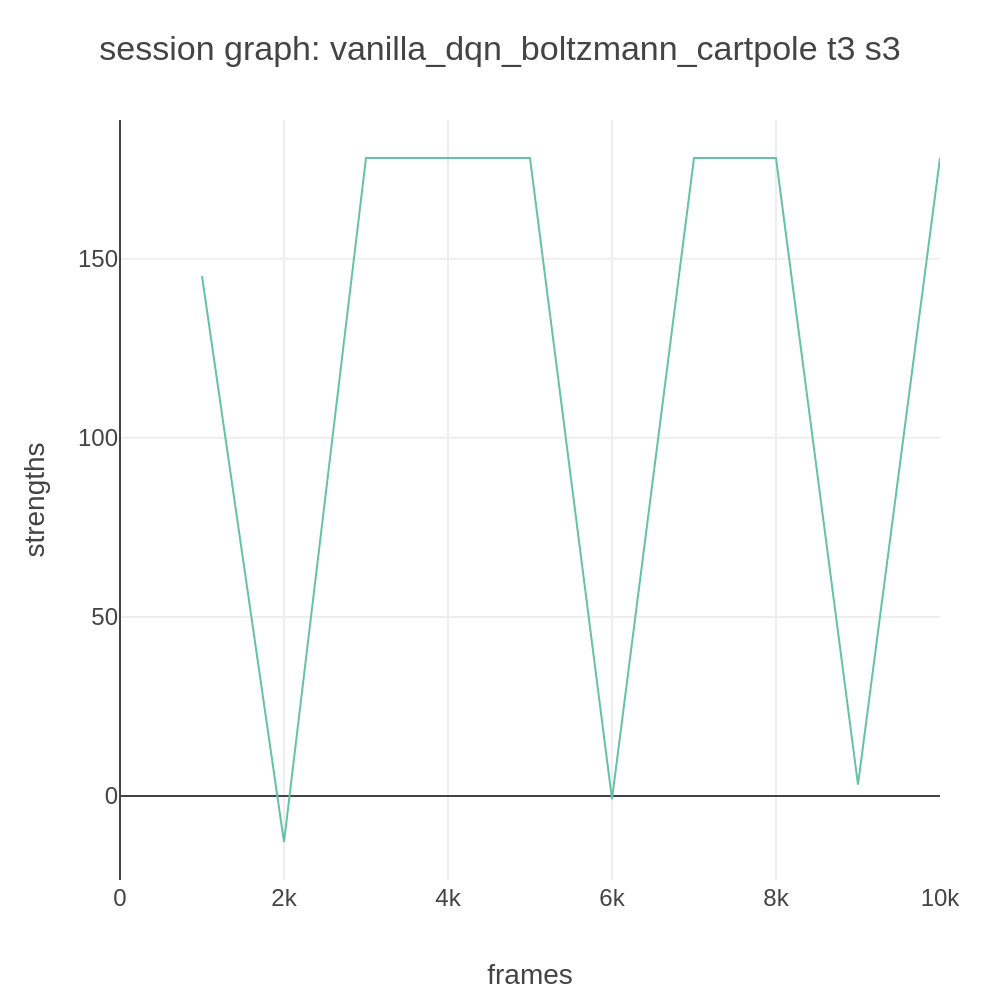 session graph: vanilla_dqn_boltzmann_cartpole t3 s3
150
100
50
0
strengths
0 2k 4k 6k 8k 10k
frames